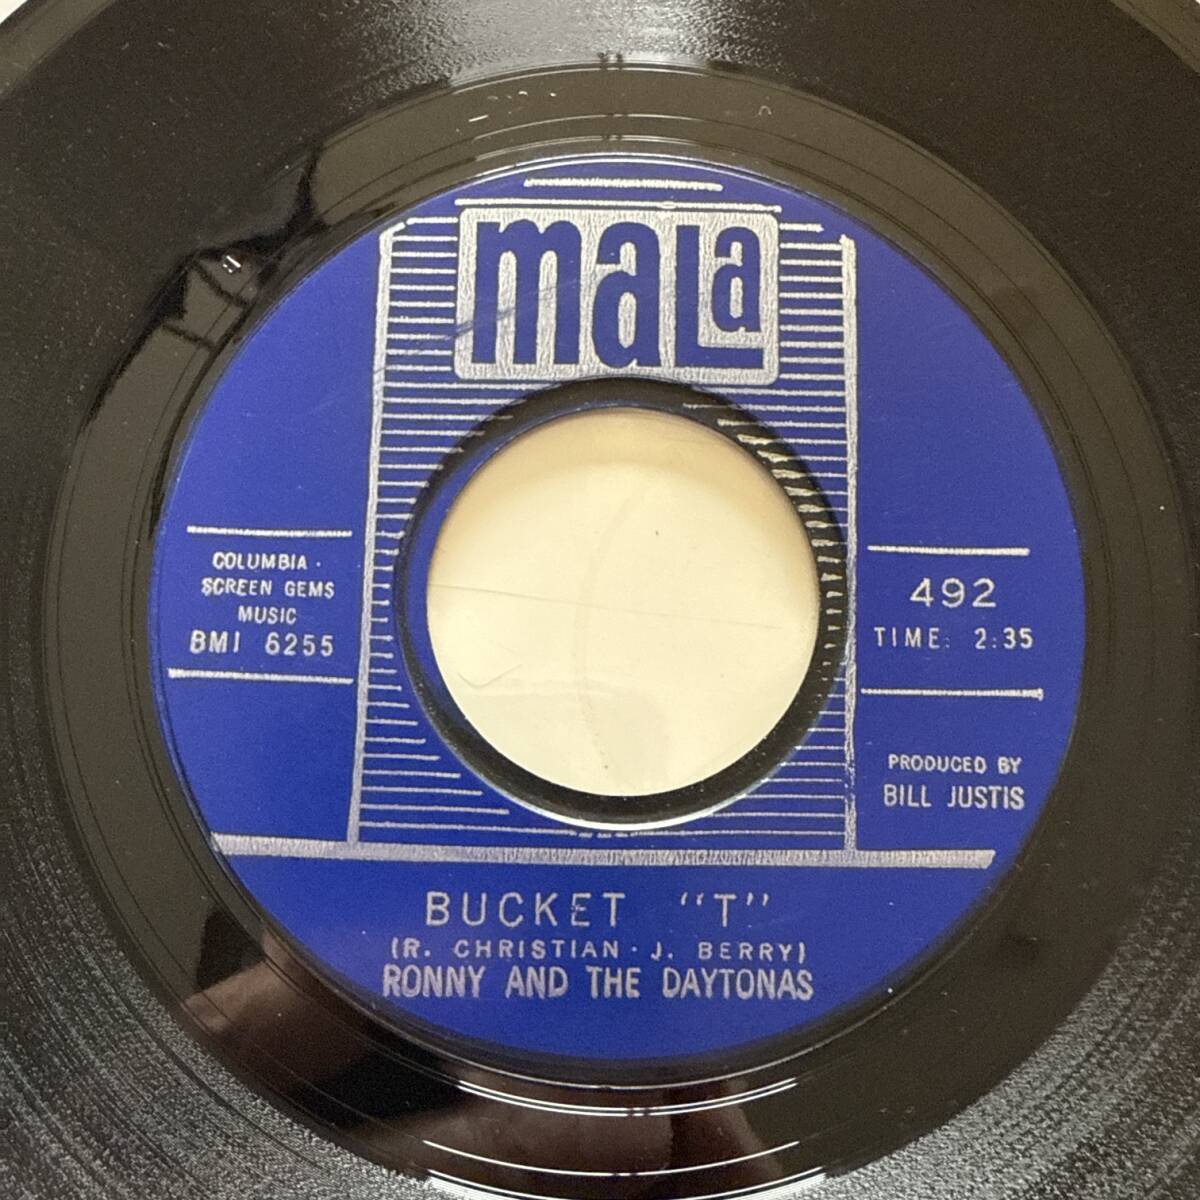 mala
COLUMBIA ·
SCREEN GEMS
MUSIC
BMI 6255
492
TIME: 2:35
PRODUCED BY
BILL JUSTIS
BUCKET "T"
(R. CHRISTIAN · J. BERRY)
RONNY AND THE DAYTONAS